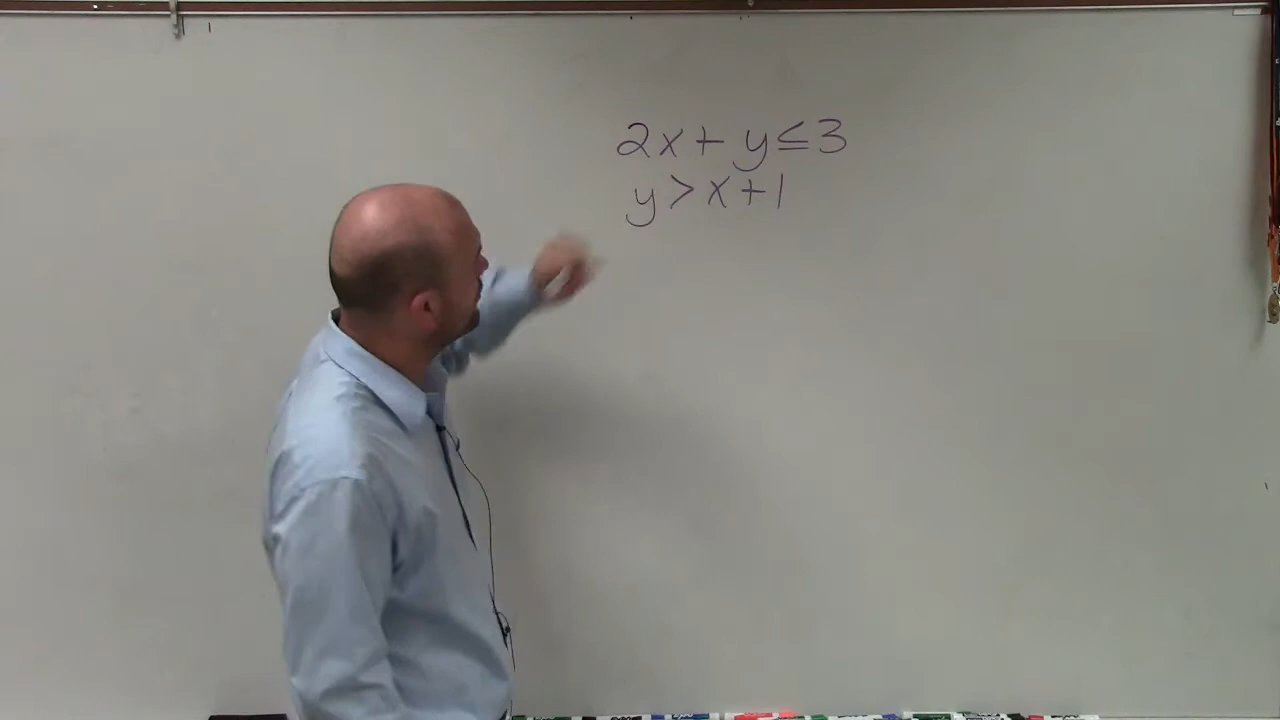 2x + y ≤ 3
y > x + 1